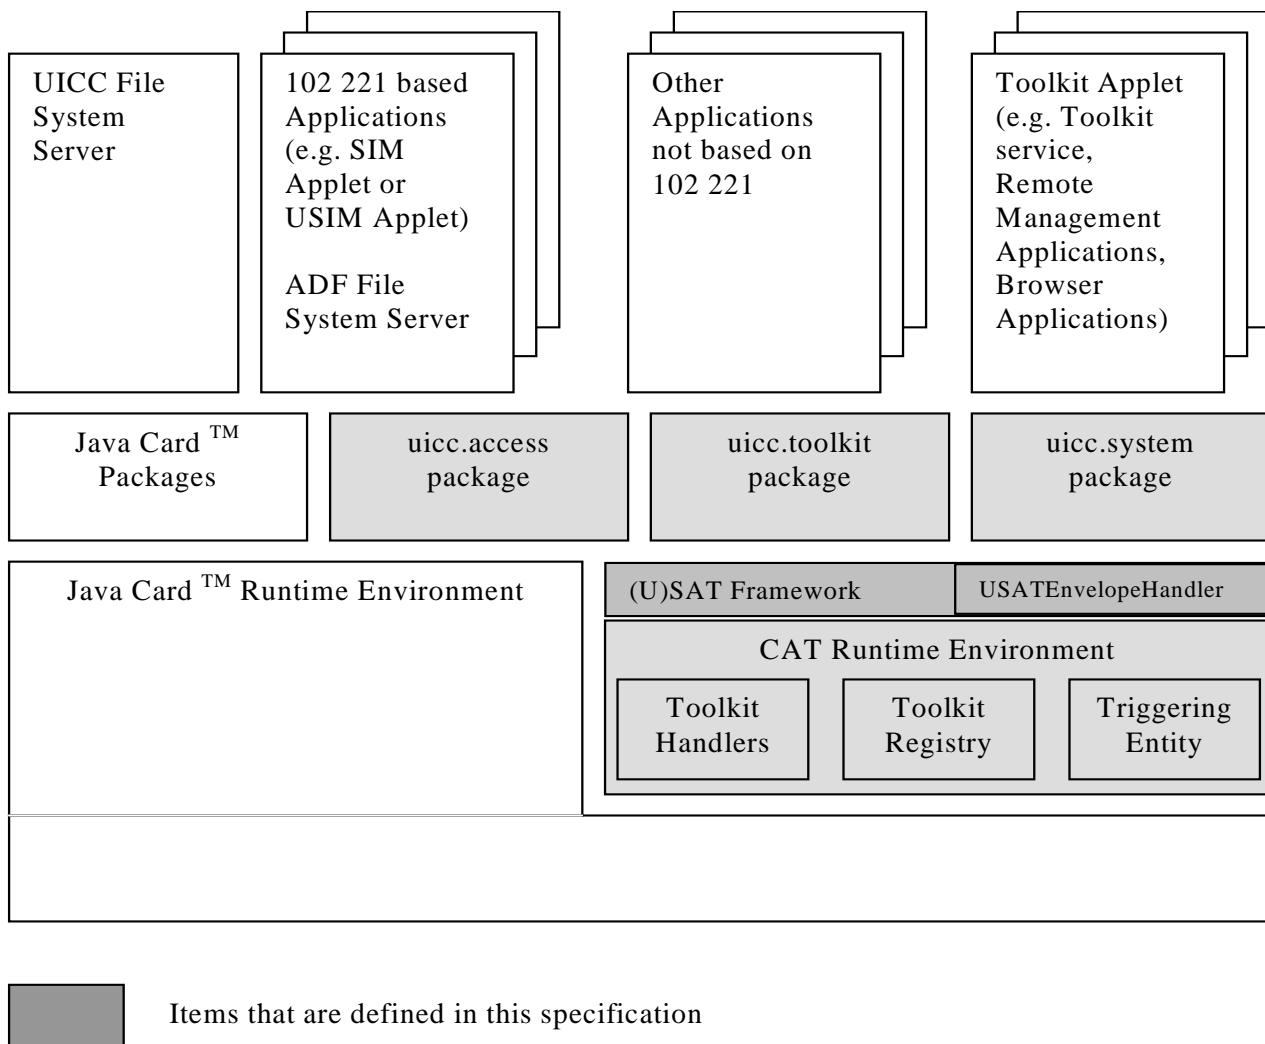 UICC File
System
Server
102 221 based
Applications
(e.g. SIM
Applet or
USIM Applet)
ADF File
System Server
Other
Applications
not based on
102 221
Toolkit Applet
(e.g. Toolkit
service,
Remote
Management
Applications,
Browser
Applications)
Java Card TM
Packages
uicc.access
package
uicc.toolkit
package
uicc.system
package
Java Card TM Runtime Environment
(U)SAT Framework
USATEnvelopeHandler
CAT Runtime Environment
Toolkit
Handlers
Toolkit
Registry
Triggering
Entity
Items that are defined in this specification